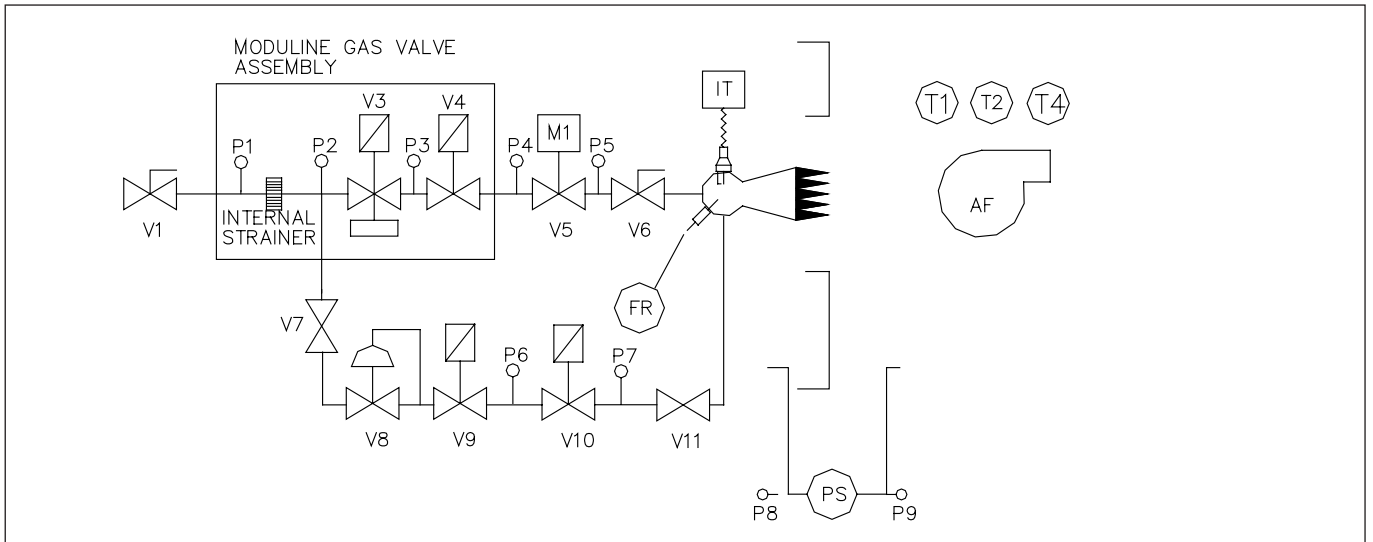 MODULINE GAS VALVE
ASSEMBLY
V3
V4
IT
T1
T2
T4
P1
P2
P3
P4
M1
P5
AF
V1
INTERNAL
STRAINER
V5
V6
FR
V7
P6
P7
V8
V9
V10
V11
PS
P8
P9